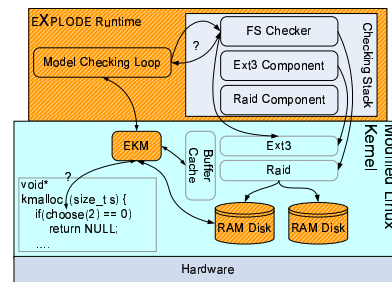 EXPLODE Runtime
Model Checking Loop
?
FS Checker
Ext3 Component
Raid Component
Checking Stack
Modified Linux
Kernel
EKM
Buffer
Cache
Ext3
Raid
?
void*
kmalloc (size_t s) {
if(choose(2) == 0)
return NULL;
....
RAM Disk
RAM Disk
Hardware